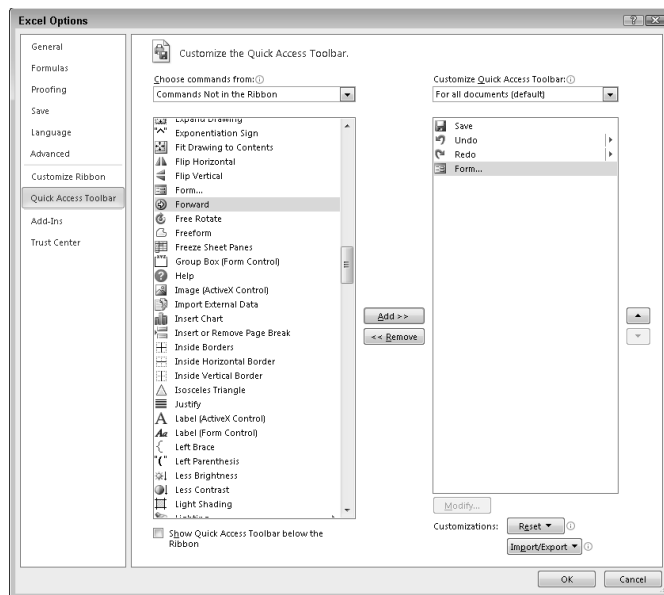 Excel Options
General
Formulas
Proofing
Save
Language
Advanced
Customize Ribbon
Quick Access Toolbar
Add-Ins
Trust Center
Customize the Quick Access Toolbar.
Choose commands from:
Commands Not in the Ribbon
Expand Drawing
"^" Exponentiation Sign
Fit Drawing to Contents
Flip Horizontal
Flip Vertical
Form...
Forward
Free Rotate
Freeform
Freeze Sheet Panes
Group Box (Form Control)
Help
Image (ActiveX Control)
Import External Data
Insert Chart
Insert or Remove Page Break
Inside Borders
Inside Horizontal Border
Inside Vertical Border
Isosceles Triangle
Justify
A Label (ActiveX Control)
Aa Label (Form Control)
{ Left Brace
"(" Left Parenthesis
Less Brightness
Less Contrast
Light Shading
Lighting
Show Quick Access Toolbar below the
Ribbon
Add >>
<< Remove
Customize Quick Access Toolbar:
For all documents (default)
Save
Undo
Redo
Form...
Modify...
Customizations: Reset
Import/Export
OK Cancel